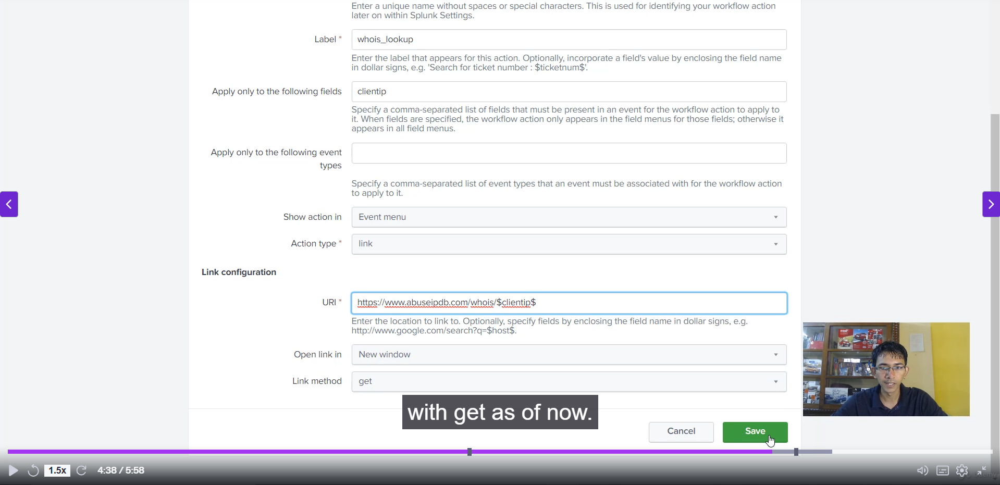 Enter a unique name without spaces or special characters. This is used for identifying your workflow action
later on within Splunk Settings.
Label *
whois_lookup
Enter the label that appears for this action. Optionally, incorporate a field's value by enclosing the field name
in dollar signs, e.g. 'Search for ticket number : $ticketnum$'.
Apply only to the following fields
clientip
Specify a comma-separated list of fields that must be present in an event for the workflow action to apply to
it. When fields are specified, the workflow action only appears in the field menus for those fields; otherwise it
appears in all field menus.
Apply only to the following event
types
Specify a comma-separated list of event types that an event must be associated with for the workflow action
to apply to it.
Show action in
Event menu
Action type *
link
Link configuration
URI *
https://www.abuseipdb.com/whois/$clientip$
Enter the location to link to. Optionally, specify fields by enclosing the field name in dollar signs, e.g.
http://www.google.com/search?q=$host$.
Open link in
New window
Link method
get
with get as of now.
Cancel
Save
1.5x
4:38 / 5:58